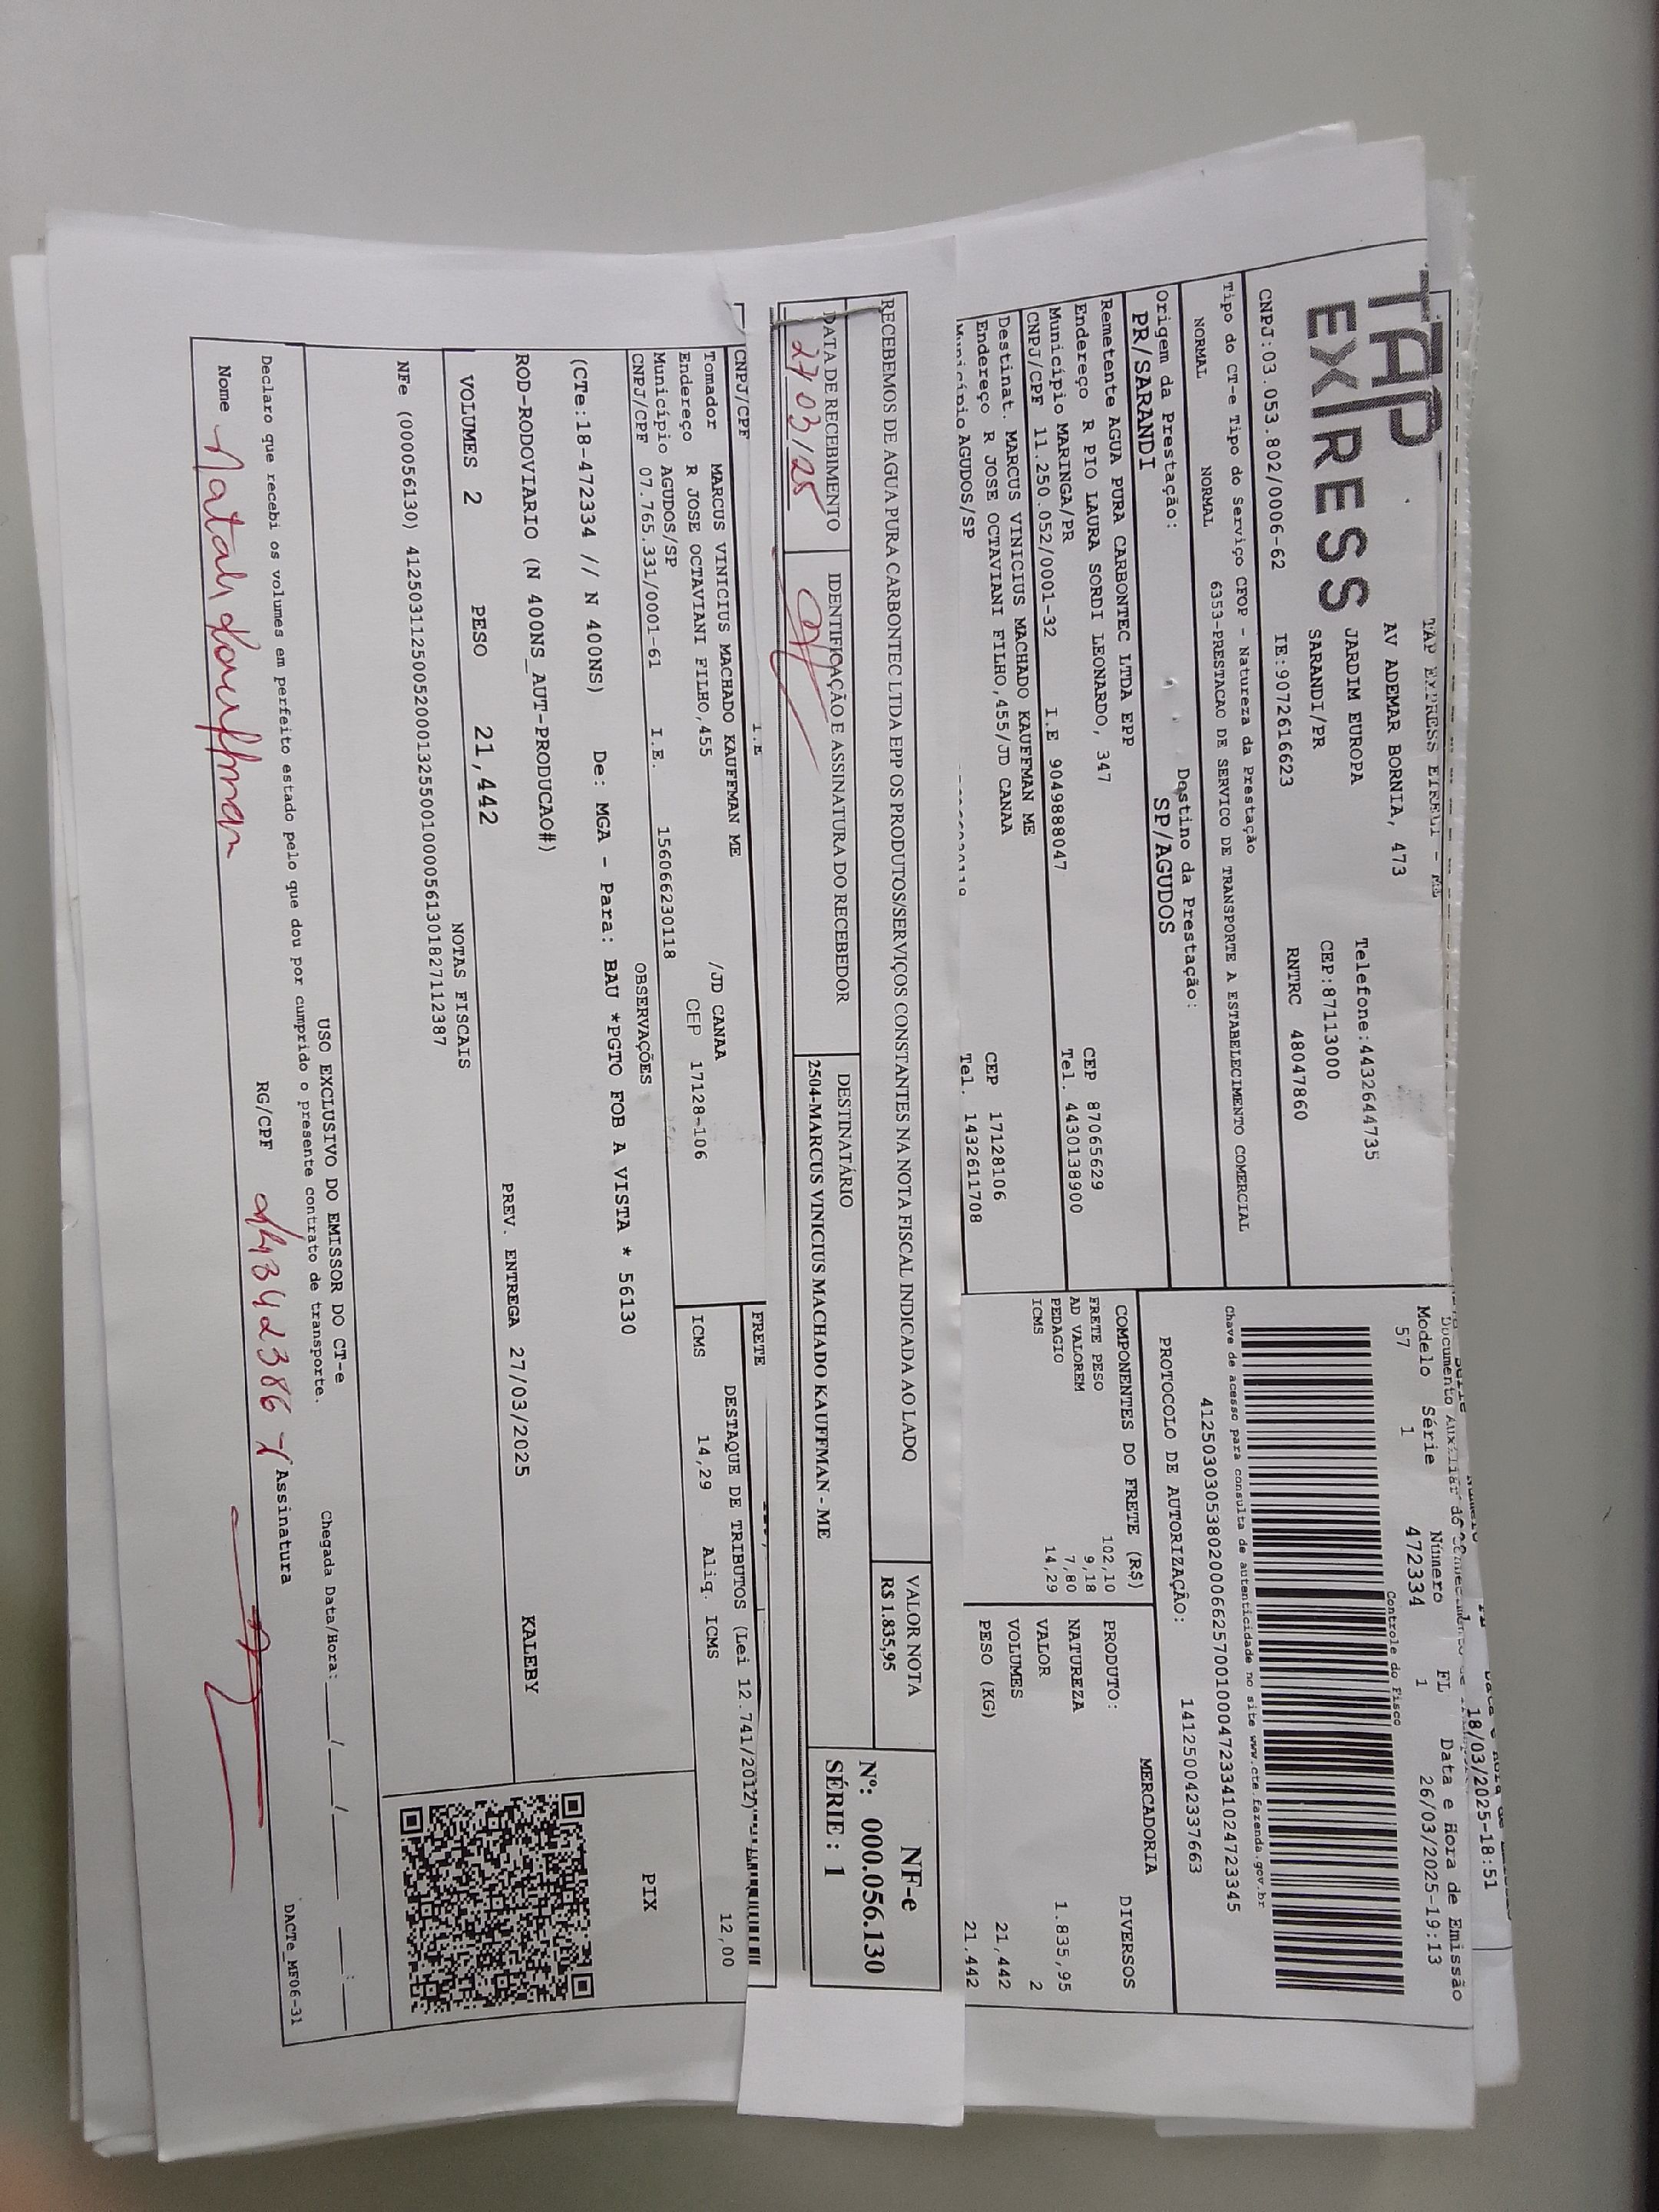 TAP
EXPRESS
TAP EXPRESS EIRELI - ME
AV ADEMAR BORNIA, 473
JARDIM EUROPA
SARANDI/PR
Telefone:4432644735
CEP:87113000
CNPJ:03.053.802/0006-62 IE:9072616623 RNTRC 48047860
18/03/2025-18:51
Modelo Série Número FL Data e Hora de Emissão
57 1 472334 1 26/03/2025-19:13
Controle do Fisco
Chave de acesso para consulta de autenticidade no site www.cte.fazenda.gov.br
41250303053802000662570010004723341024723345
PROTOCOLO DE AUTORIZAÇÃO: 141250042337663
Tipo do CT-e Tipo do Serviço CFOP - Natureza da Prestação
NORMAL NORMAL 6353-PRESTACAO DE SERVICO DE TRANSPORTE A ESTABELECIMENTO COMERCIAL
Origem da Prestação: Destino da Prestação:
PR/SARANDI SP/AGUDOS
Remetente AGUA PURA CARBONTEC LTDA EPP
Endereço R PIO LAURA SORDI LEONARDO, 347 CEP 87065629
Município MARINGA/PR Tel. 4430138900
CNPJ/CPF 11.250.052/0001-32 I.E 9049888047
Destinat. MARCUS VINICIUS MACHADO KAUFFMAN ME
Endereço R JOSE OCTAVIANI FILHO,455/JD CANAA CEP 17128106
Município AGUDOS/SP Tel. 1432611708
COMPONENTES DO FRETE (R$)
FRETE PESO 102,10
AD VALOREM 9,18
PEDAGIO 7,80
ICMS 14,29
MERCADORIA
PRODUTO: DIVERSOS
NATUREZA
VALOR 1.835,95
VOLUMES 2
PESO (KG) 21,442
21.442
RECEBEMOS DE AGUA PURA CARBONTEC LTDA EPP OS PRODUTOS/SERVIÇOS CONSTANTES NA NOTA FISCAL INDICADA AO LADO
VALOR NOTA
R$ 1.835,95
NF-e
Nº: 000.056.130
SÉRIE : 1
DATA DE RECEBIMENTO IDENTIFICAÇÃO E ASSINATURA DO RECEBEDOR DESTINATÁRIO
27/03/25 2504-MARCUS VINICIUS MACHADO KAUFFMAN - ME
CNPJ/CPF I.E FRETE
Tomador MARCUS VINICIUS MACHADO KAUFFMAN ME
Endereço R JOSE OCTAVIANI FILHO,455 /JD CANAA
Município AGUDOS/SP CEP 17128-106
CNPJ/CPF 07.765.331/0001-61 I.E. 156066230118
DESTAQUE DE TRIBUTOS (Lei 12.741/2012)
ICMS 14,29 Aliq. ICMS 12,00
OBSERVAÇÕES
PIX
(CTe:18-472334 // N 400NS) De: MGA - Para: BAU *PGTO FOB A VISTA * 56130
ROD-RODOVIARIO (N 400NS_AUT-PRODUCAO#)
PREV. ENTREGA 27/03/2025 KALEBY
VOLUMES 2 PESO 21,442
NOTAS FISCAIS
NFe (000056130) 41250311250052000132550010000561301827112387
USO EXCLUSIVO DO EMISSOR DO CT-e
Declaro que recebi os volumes em perfeito estado pelo que dou por cumprido o presente contrato de transporte.
Chegada Data/Hora: ___/___/___ __:__
Nome RG/CPF Assinatura
DACTe_MF06-31